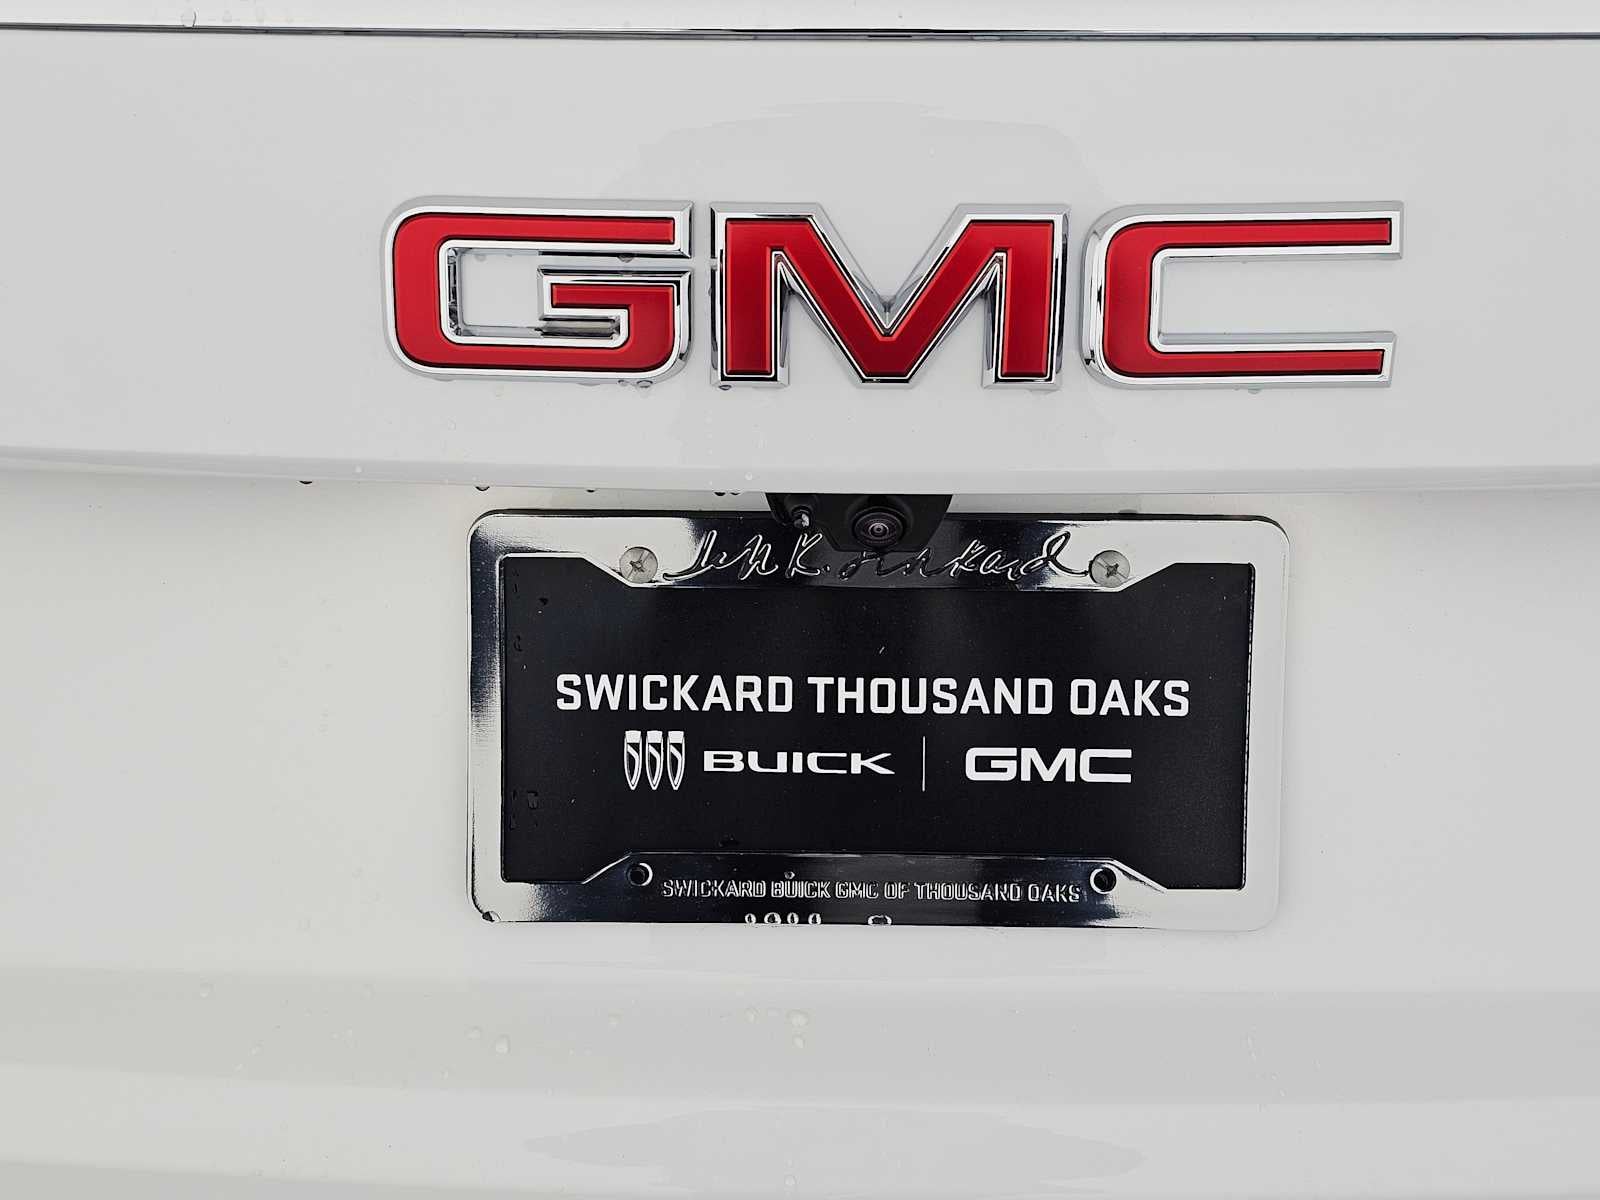 GMC
SWICKARD THOUSAND OAKS
BUICK | GMC
SWICKARD BUICK GMC OF THOUSAND OAKS